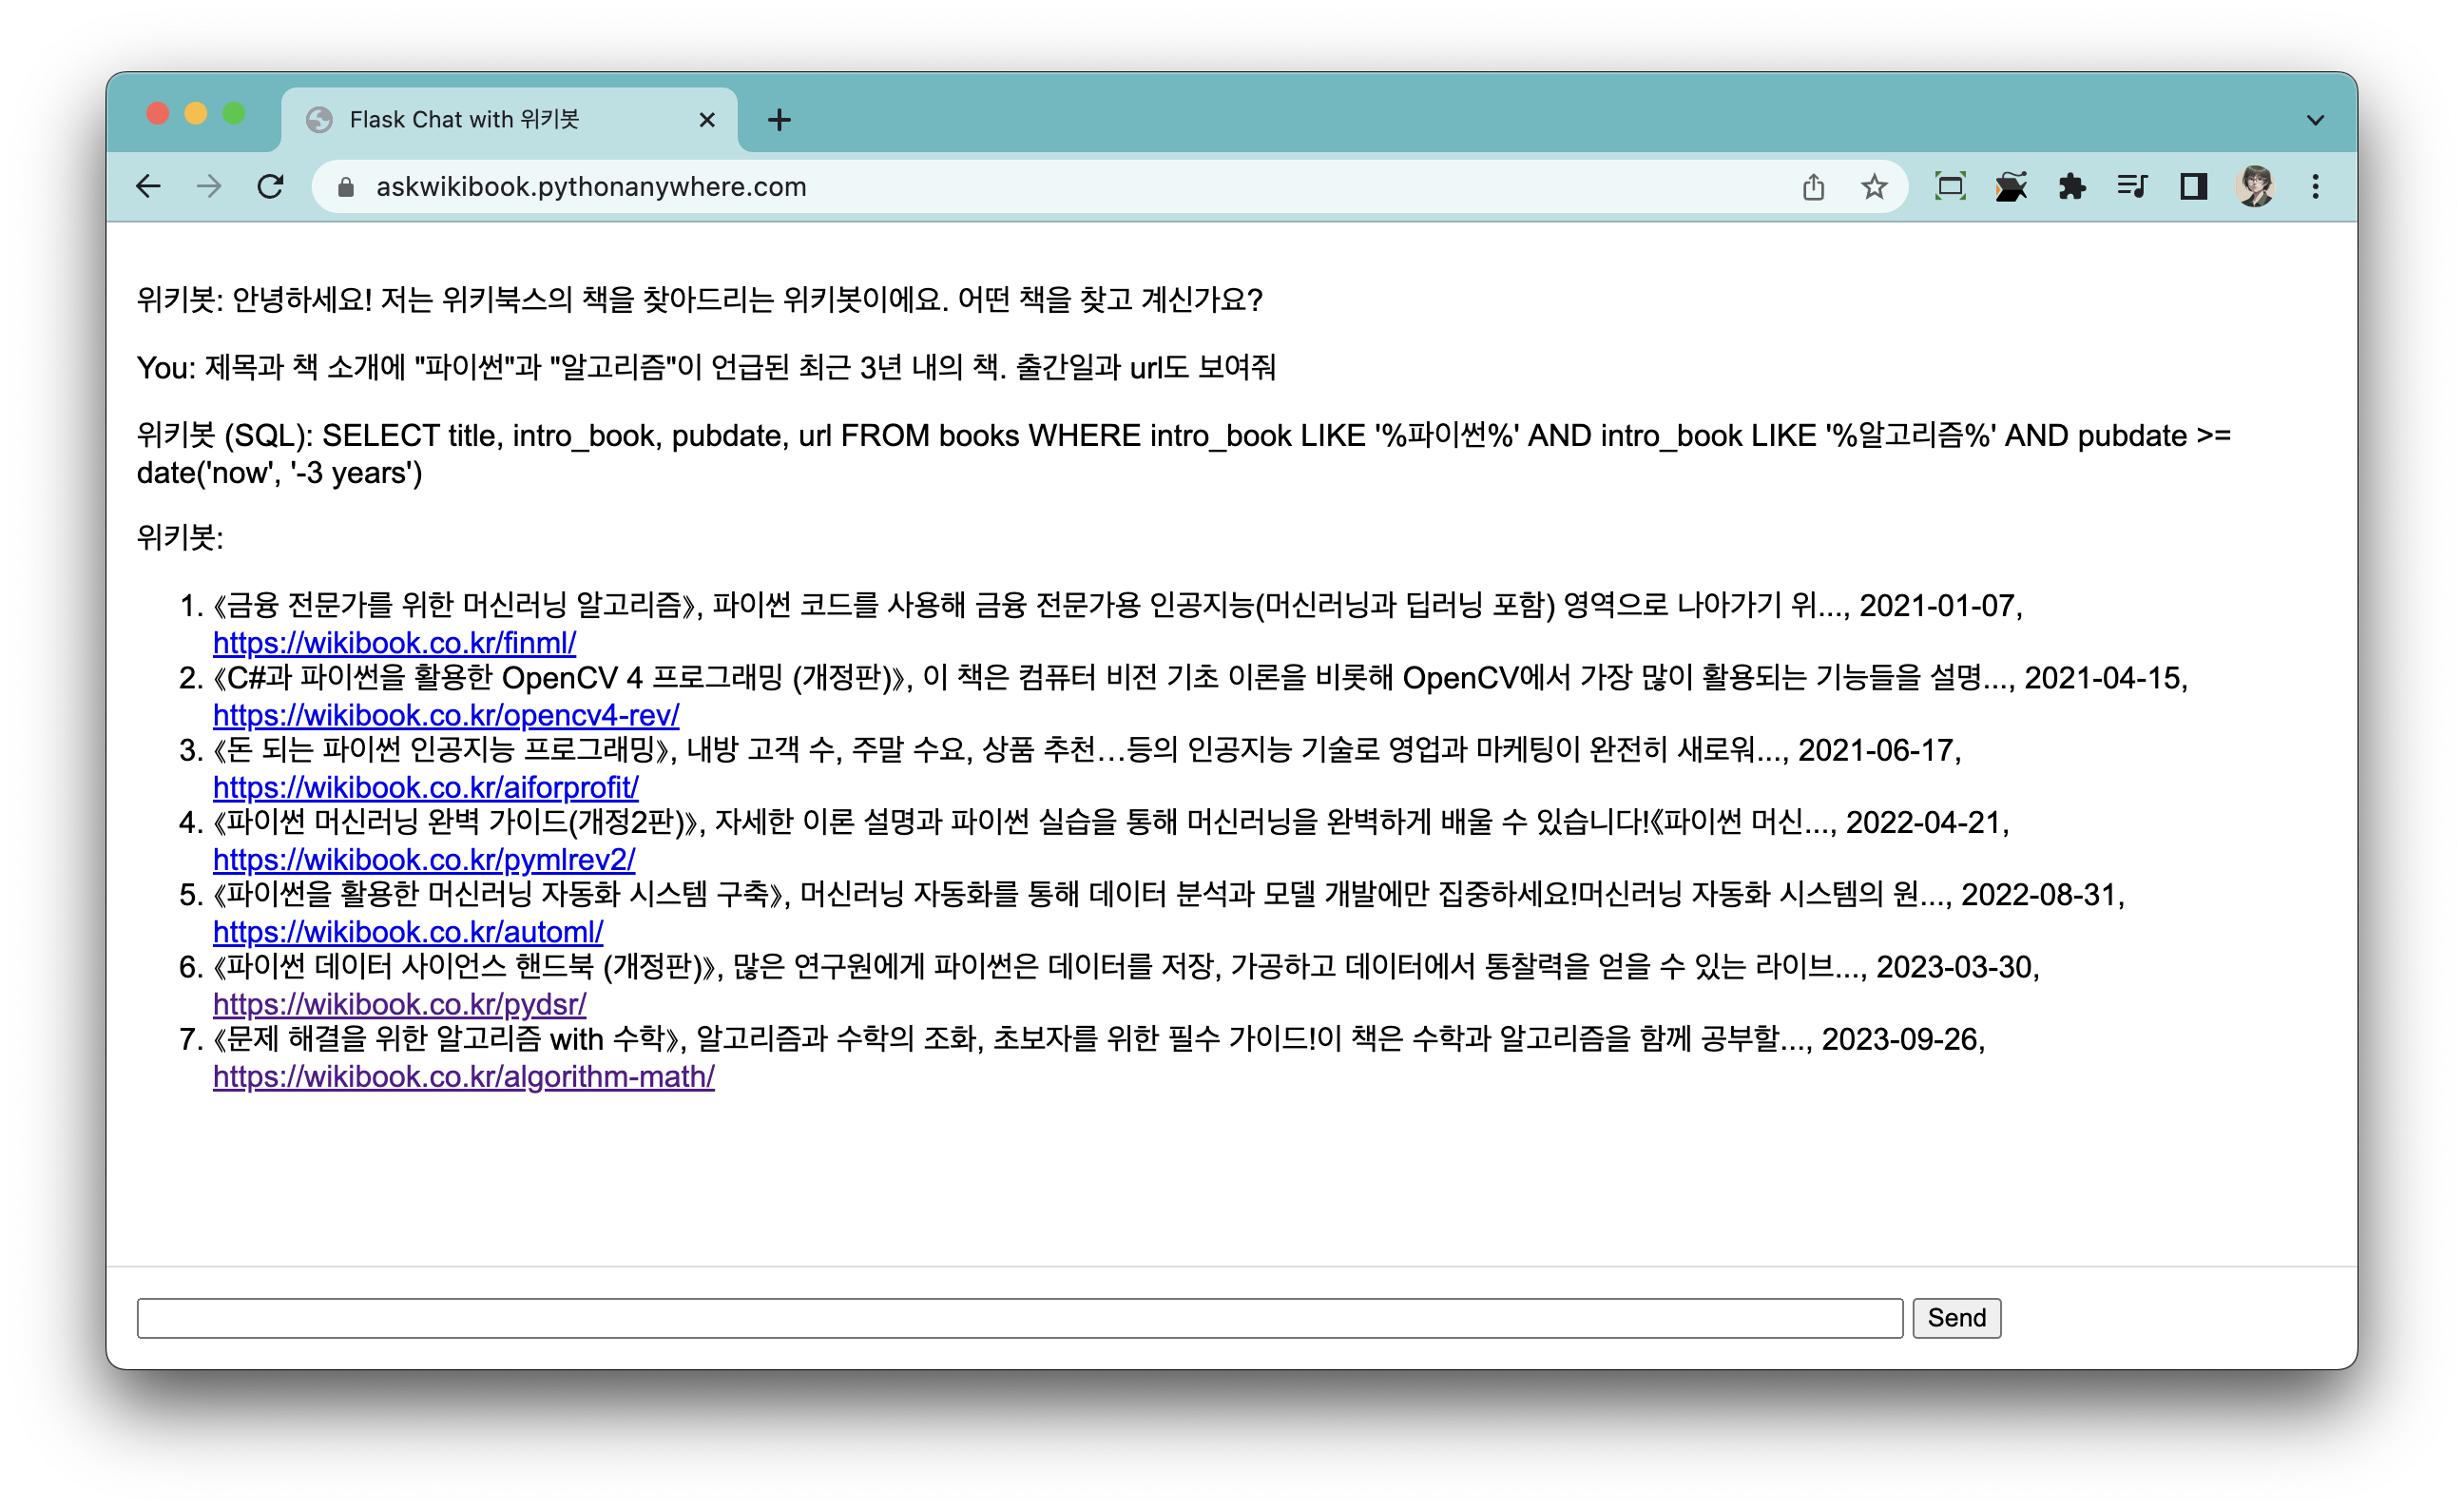 Flask Chat with 위키봇
askwikibook.pythonanywhere.com
위키봇: 안녕하세요! 저는 위키북스의 책을 찾아드리는 위키봇이에요. 어떤 책을 찾고 계신가요?
You: 제목과 책 소개에 "파이썬"과 "알고리즘"이 언급된 최근 3년 내의 책. 출간일과 url도 보여줘
위키봇 (SQL): SELECT title, intro_book, pubdate, url FROM books WHERE intro_book LIKE '%파이썬%' AND intro_book LIKE '%알고리즘%' AND pubdate >=
date('now', '-3 years')
위키봇:
1. 《금융 전문가를 위한 머신러닝 알고리즘》, 파이썬 코드를 사용해 금융 전문가용 인공지능(머신러닝과 딥러닝 포함) 영역으로 나아가기 위..., 2021-01-07,
https://wikibook.co.kr/finml/
2. 《C#과 파이썬을 활용한 OpenCV 4 프로그래밍 (개정판)》, 이 책은 컴퓨터 비전 기초 이론을 비롯해 OpenCV에서 가장 많이 활용되는 기능들을 설명..., 2021-04-15,
https://wikibook.co.kr/opencv4-rev/
3. 《돈 되는 파이썬 인공지능 프로그래밍》, 내방 고객 수, 주말 수요, 상품 추천…등의 인공지능 기술로 영업과 마케팅이 완전히 새로워..., 2021-06-17,
https://wikibook.co.kr/aiforprofit/
4. 《파이썬 머신러닝 완벽 가이드(개정2판)》, 자세한 이론 설명과 파이썬 실습을 통해 머신러닝을 완벽하게 배울 수 있습니다!《파이썬 머신..., 2022-04-21,
https://wikibook.co.kr/pymlrev2/
5. 《파이썬을 활용한 머신러닝 자동화 시스템 구축》, 머신러닝 자동화를 통해 데이터 분석과 모델 개발에만 집중하세요!머신러닝 자동화 시스템의 원..., 2022-08-31,
https://wikibook.co.kr/automl/
6. 《파이썬 데이터 사이언스 핸드북 (개정판)》, 많은 연구원에게 파이썬은 데이터를 저장, 가공하고 데이터에서 통찰력을 얻을 수 있는 라이브..., 2023-03-30,
https://wikibook.co.kr/pydsr/
7. 《문제 해결을 위한 알고리즘 with 수학》, 알고리즘과 수학의 조화, 초보자를 위한 필수 가이드!이 책은 수학과 알고리즘을 함께 공부할..., 2023-09-26,
https://wikibook.co.kr/algorithm-math/
Send